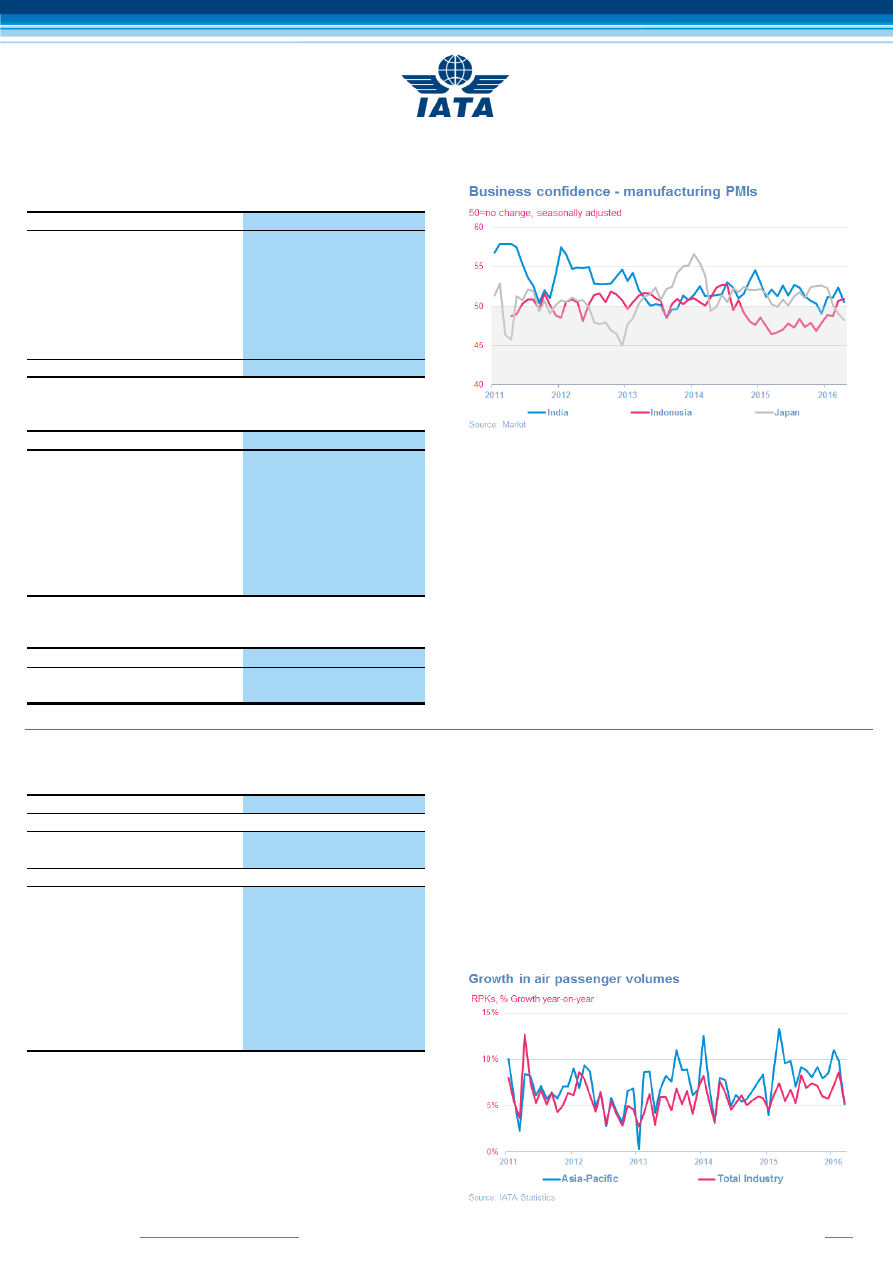 IATA
Business confidence - manufacturing PMIs
50=no change, seasonally adjusted
60
55
50
45
40
2011 2012 2013 2014 2015 2016
India Indonesia Japan
Source: Markit
Growth in air passenger volumes
RPKs, % Growth year-on-year
15%
10%
5%
0%
2011 2012 2013 2014 2015 2016
Asia-Pacific Total Industry
Source: IATA Statistics